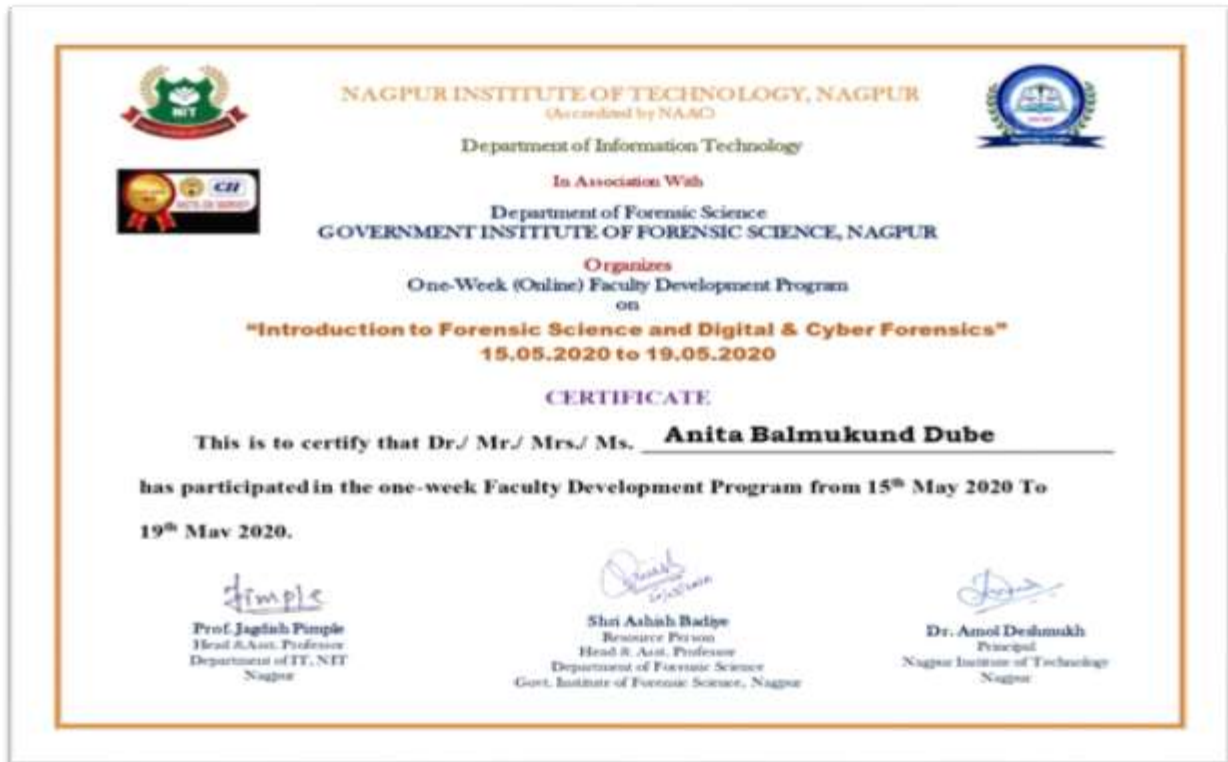 NAGPUR INSTITUTE OF TECHNOLOGY, NAGPUR
(Accredited by NAAC)
NIT
Department of Information Technology
In Association With
CII
Department of Forensic Science
GOVERNMENT INSTITUTE OF FORENSIC SCIENCE, NAGPUR
Organizes
One-Week (Online) Faculty Development Program
on
"Introduction to Forensic Science and Digital & Cyber Forensics"
15.05.2020 to 19.05.2020
CERTIFICATE
This is to certify that Dr./ Mr./ Mrs./ Ms. Anita Balmukund Dube
has participated in the one-week Faculty Development Program from 15th May 2020 To
19th May 2020.
Pimple
Prof. Jagdish Pimple
Head & Asst. Professor
Department of IT, NIT
Nagpur
Shri Ashish Badiye
Resource Person
Head & Asst. Professor
Department of Forensic Science
Govt. Institute of Forensic Science, Nagpur
Dr. Amol Deshmukh
Principal
Nagpur Institute of Technology
Nagpur